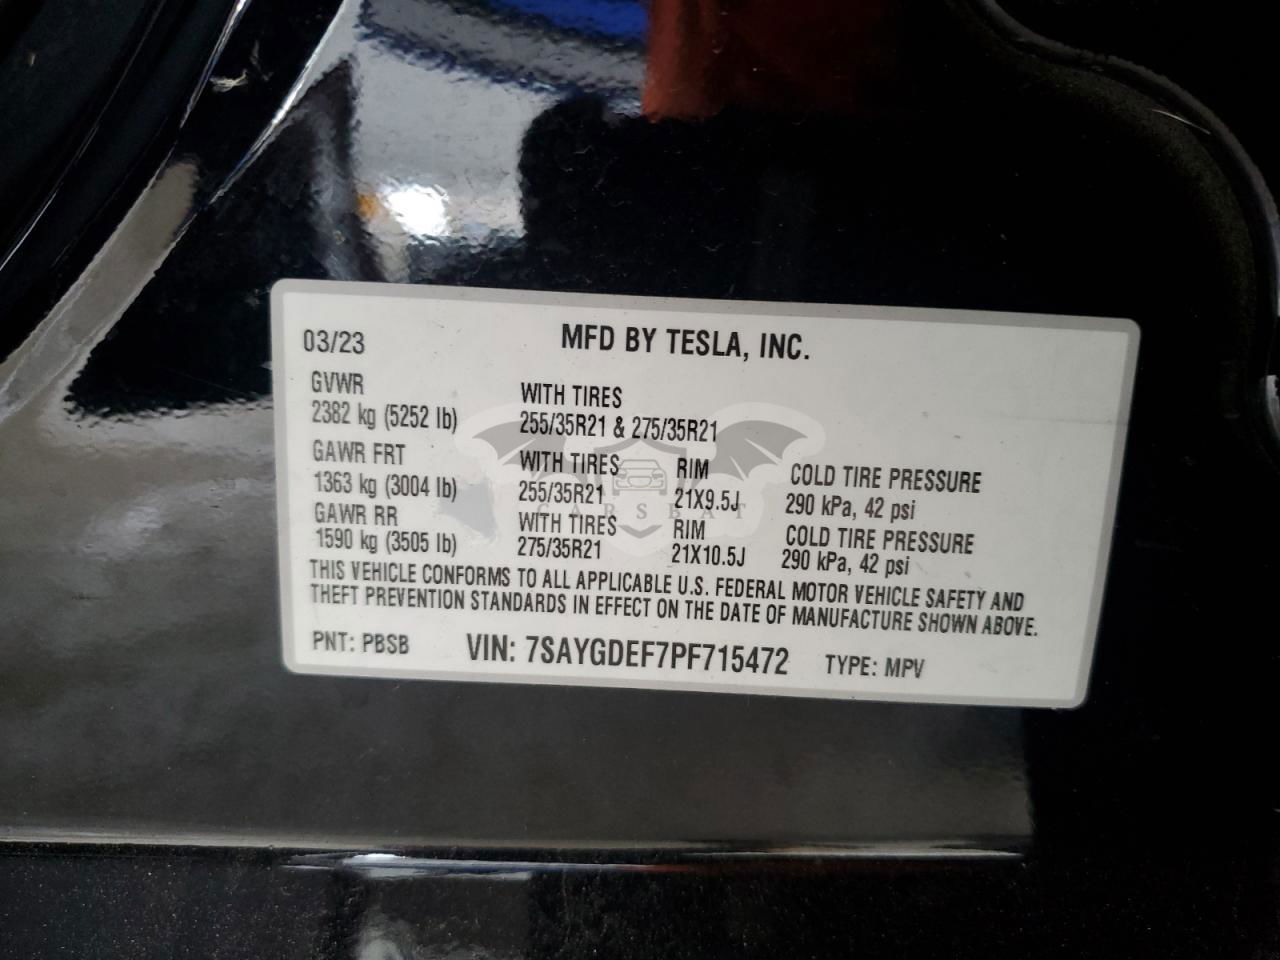 03/23
MFD BY TESLA, INC.
GVWR
2382 kg (5252 lb)
WITH TIRES
255/35R21 & 275/35R21
GAWR FRT
1363 kg (3004 lb)
WITH TIRES
255/35R21
RIM
21X9.5J
COLD TIRE PRESSURE
290 kPa, 42 psi
GAWR RR
1590 kg (3505 lb)
WITH TIRES
275/35R21
RIM
21X10.5J
COLD TIRE PRESSURE
290 kPa, 42 psi
THIS VEHICLE CONFORMS TO ALL APPLICABLE U.S. FEDERAL MOTOR VEHICLE SAFETY AND
THEFT PREVENTION STANDARDS IN EFFECT ON THE DATE OF MANUFACTURE SHOWN ABOVE.
PNT: PBSB
VIN: 7SAYGDEF7PF715472
TYPE: MPV
CARSBAT